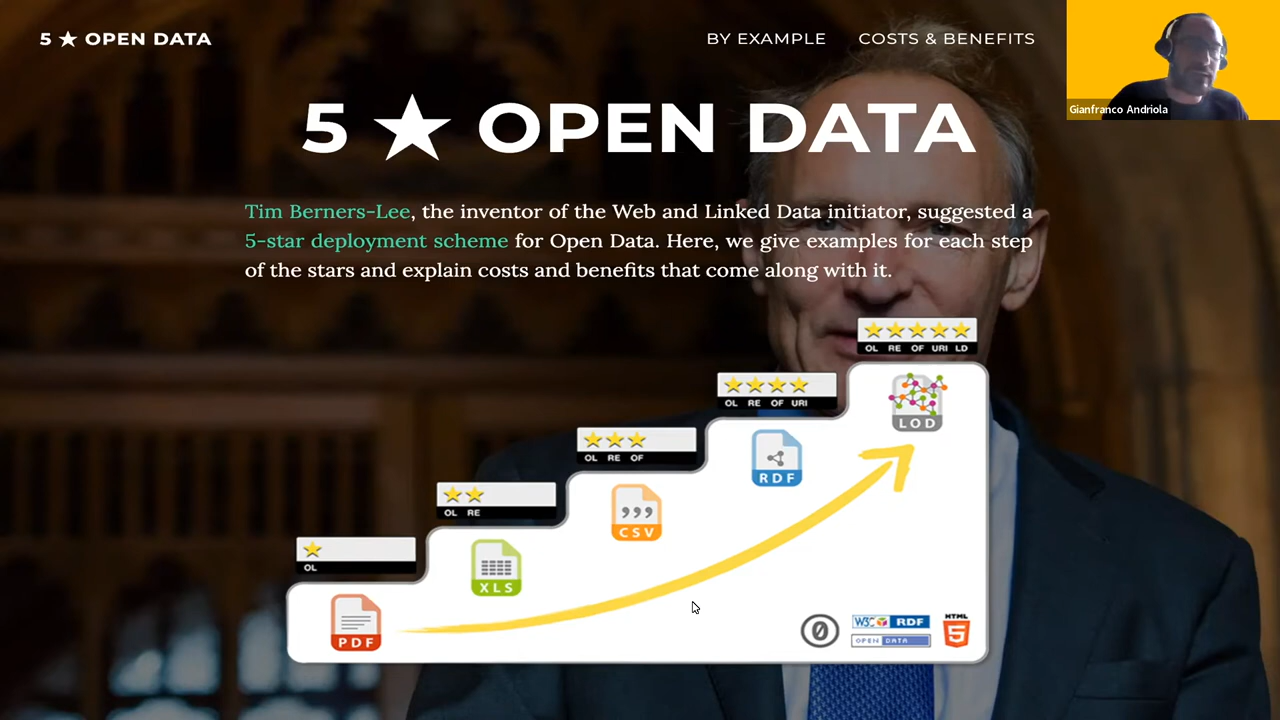 5 ★ OPEN DATA
BY EXAMPLE
COSTS & BENEFITS
Gianfranco Andriola
5 ★ OPEN DATA
Tim Berners-Lee, the inventor of the Web and Linked Data initiator, suggested a
5-star deployment scheme for Open Data. Here, we give examples for each step
of the stars and explain costs and benefits that come along with it.
OL RE OF URI LD
LOD
OL RE OF URI
RDF
OL RE OF
CSV
OL RE
XLS
OL
PDF
0
W3C RDF
OPEN DATA
HTML
5